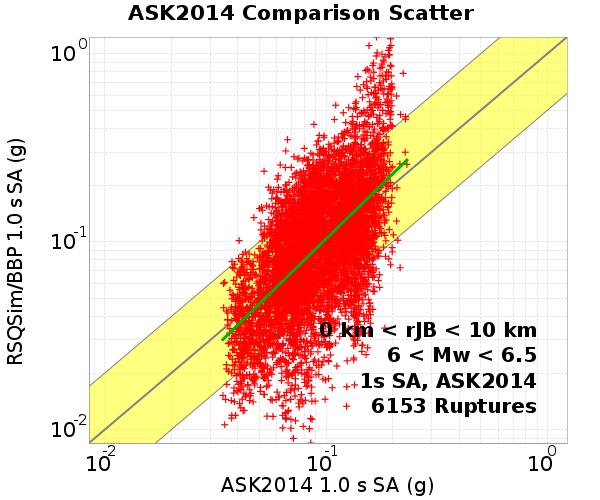 ASK2014 Comparison Scatter
10^0
10^-1
10^-2
RSQSim/BBP 1.0 s SA (g)
0 km < rJB < 10 km
6 < Mw < 6.5
1s SA, ASK2014
6153 Ruptures
10^-2 10^-1 10^0
ASK2014 1.0 s SA (g)